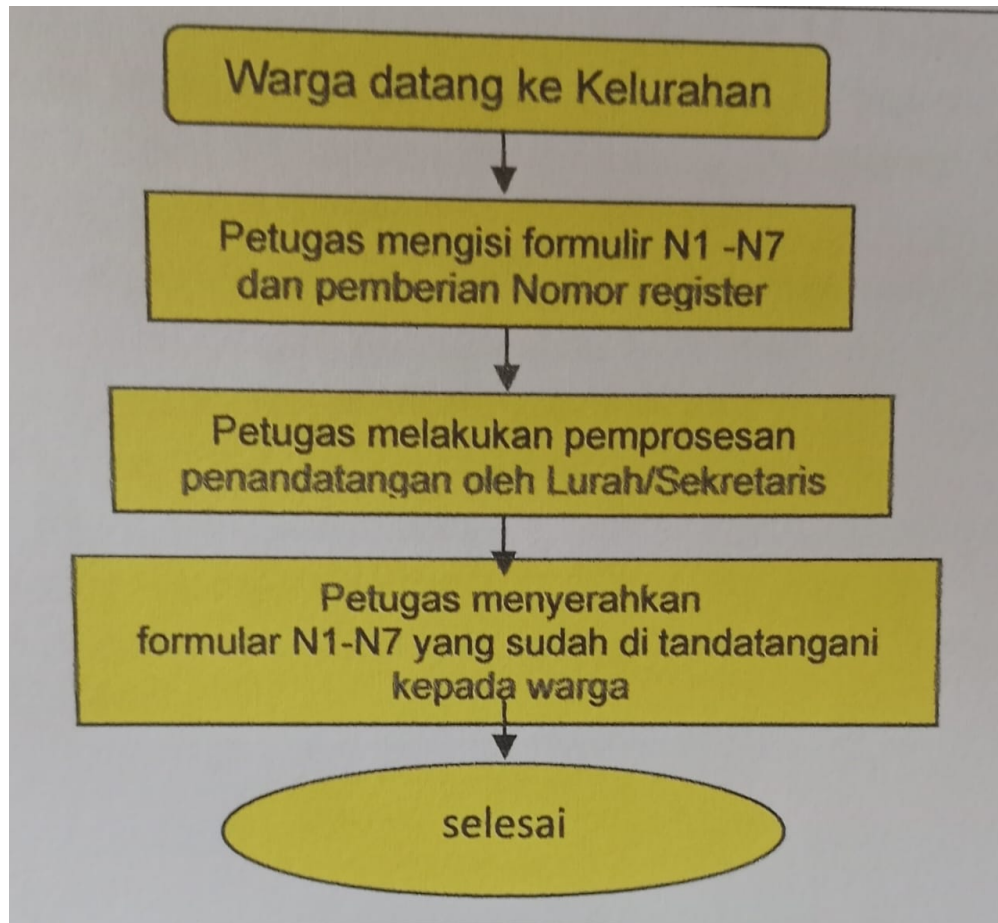 Warga datang ke Kelurahan
Petugas mengisi formulir N1 -N7
dan pemberian Nomor register
Petugas melakukan pemprosesan
penandatangan oleh Lurah/Sekretaris
Petugas menyerahkan
formular N1-N7 yang sudah di tandatangani
kepada warga
selesai